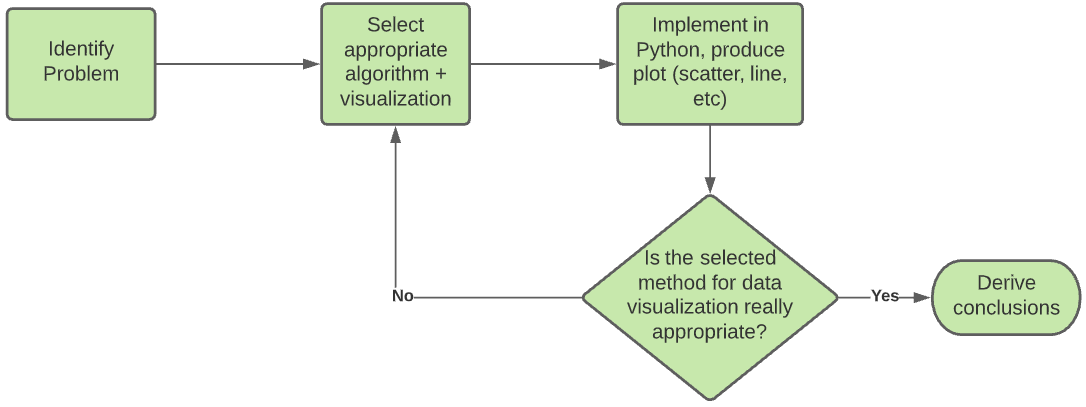 Identify
Problem
Select
appropriate
algorithm +
visualization
Implement in
Python, produce
plot (scatter, line,
etc)
Is the selected
method for data
visualization really
appropriate?
No
Yes
Derive
conclusions